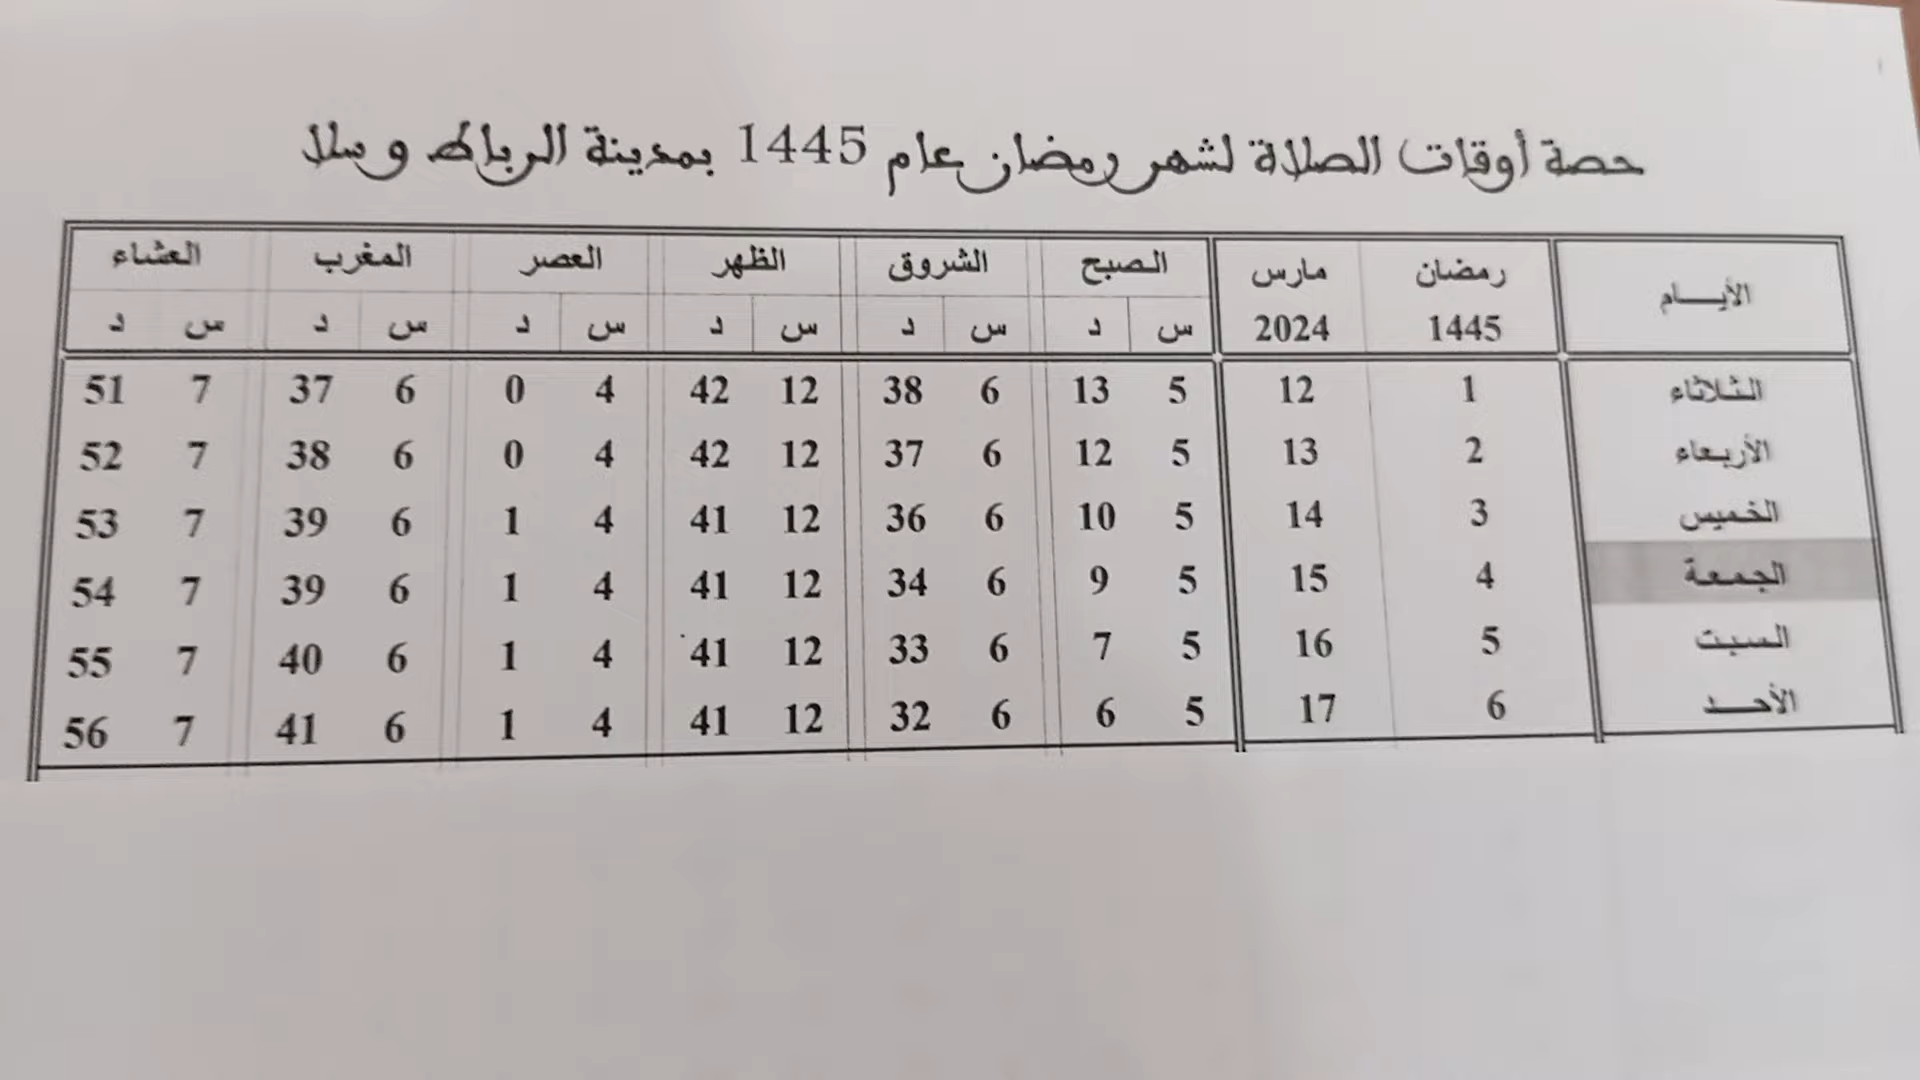 حصة أوقات الصلاة لشهر رمضان عام 1445 بمدينة الرباط وسلا
الأيــام رمضان مارس الصبح الشروق الظهر العصر المغرب العشاء
1445 2024 س د س د س د س د س د س د
الثلاثاء 1 12 5 13 6 38 12 42 4 0 6 37 7 51
الأربعاء 2 13 5 12 6 37 12 42 4 0 6 38 7 52
الخميس 3 14 5 10 6 36 12 41 4 1 6 39 7 53
الجمعة 4 15 5 9 6 34 12 41 4 1 6 39 7 54
السبت 5 16 5 7 6 33 12 41 4 1 6 40 7 55
الأحـد 6 17 5 6 6 32 12 41 4 1 6 41 7 56